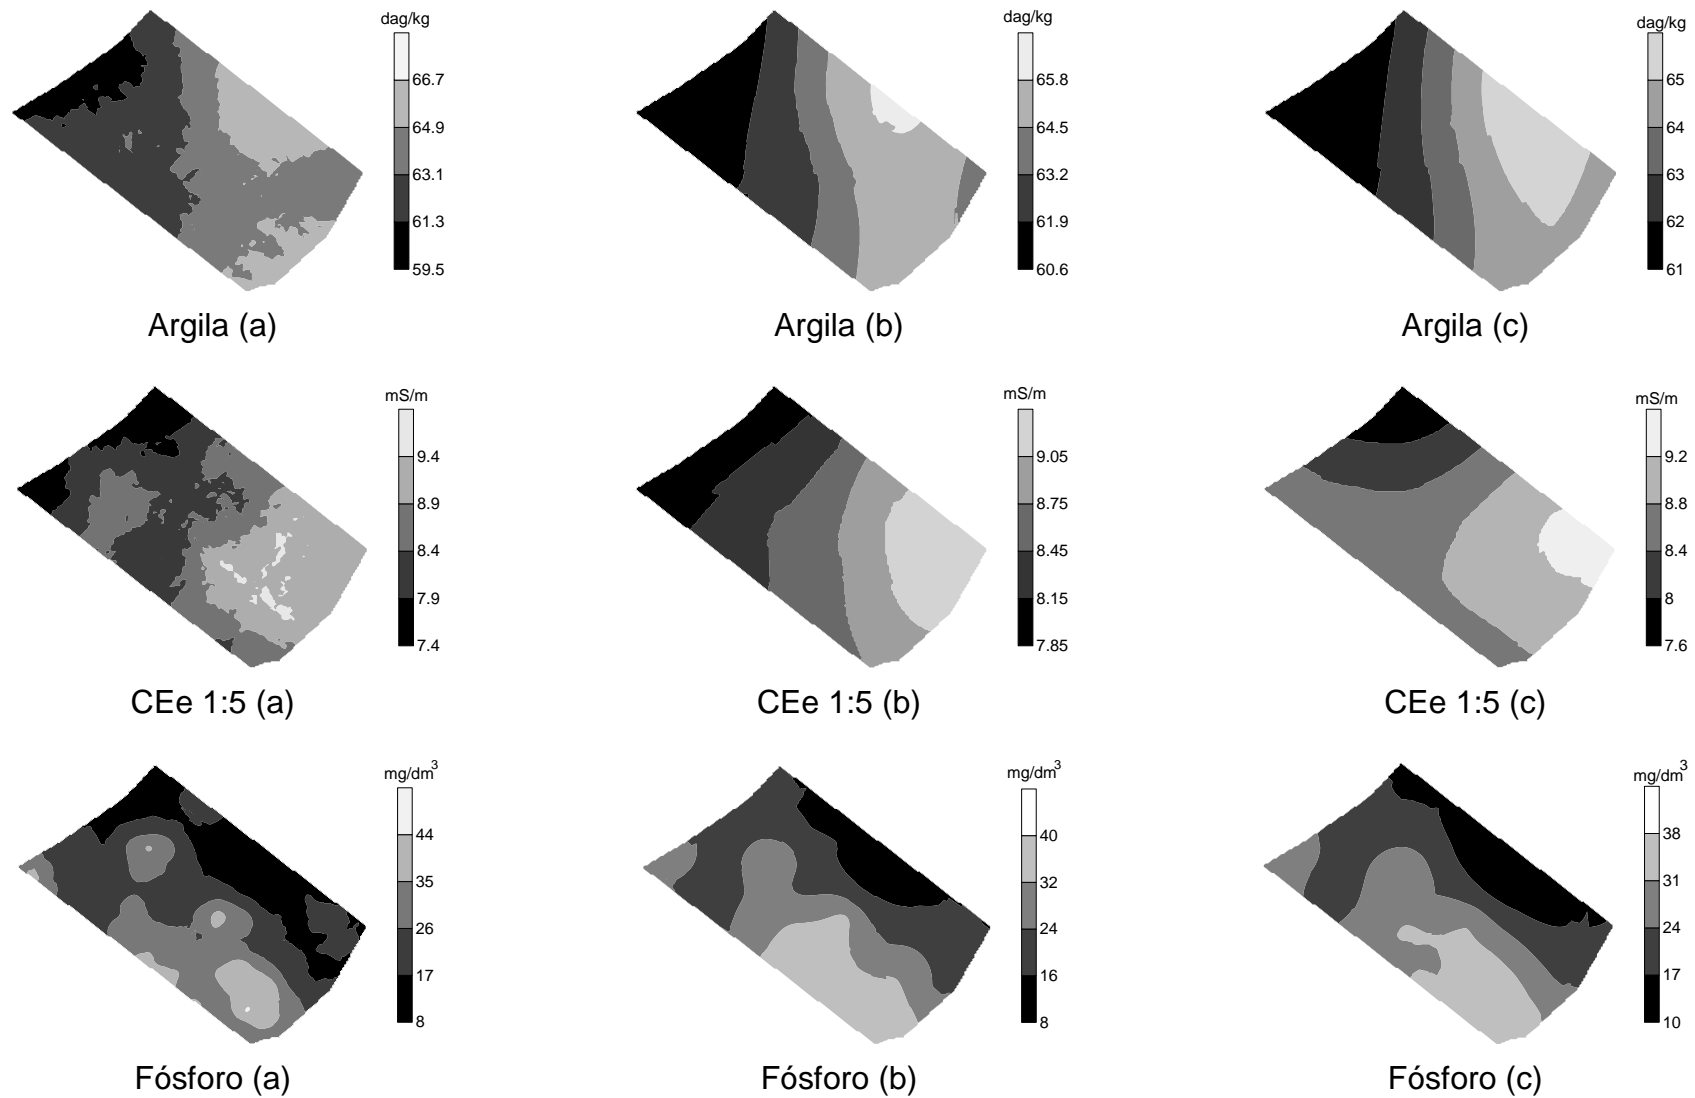 dag/kg
66.7
64.9
63.1
61.3
59.5
Argila (a)
dag/kg
65.8
64.5
63.2
61.9
60.6
Argila (b)
dag/kg
65
64
63
62
61
Argila (c)
mS/m
9.4
8.9
8.4
7.9
7.4
CEe 1:5 (a)
mS/m
9.05
8.75
8.45
8.15
7.85
CEe 1:5 (b)
mS/m
9.2
8.8
8.4
8
7.6
CEe 1:5 (c)
mg/dm³
44
35
26
17
8
Fósforo (a)
mg/dm³
40
32
24
16
8
Fósforo (b)
mg/dm³
38
31
24
17
10
Fósforo (c)